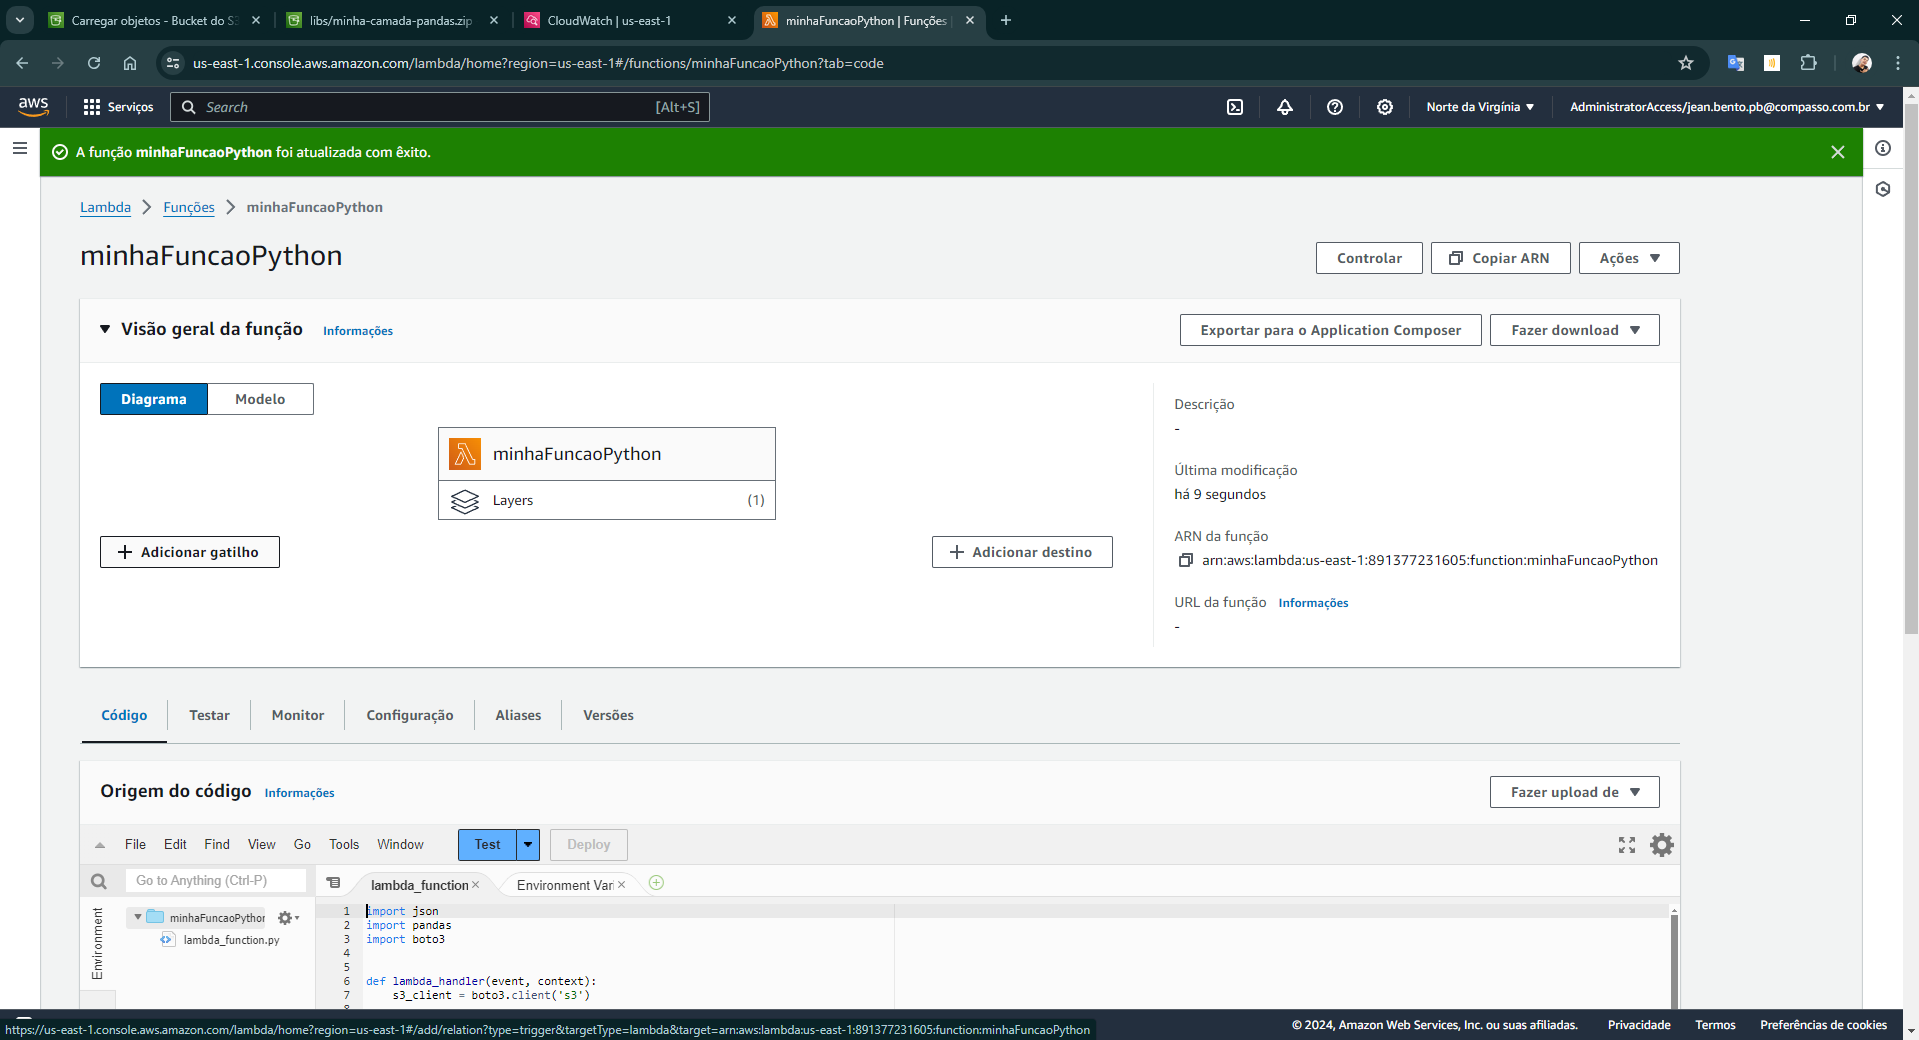 Carregar objetos - Bucket do S3
libs/minha-camada-pandas.zip
CloudWatch | us-east-1
minhaFuncaoPython | Funções |
us-east-1.console.aws.amazon.com/lambda/home?region=us-east-1#/functions/minhaFuncaoPython?tab=code
aws
Serviços
Search
[Alt+S]
Norte da Virgínia
AdministratorAccess/jean.bento.pb@compasso.com.br
A função minhaFuncaoPython foi atualizada com êxito.
Lambda
Funções
minhaFuncaoPython
minhaFuncaoPython
Controlar
Copiar ARN
Ações
Visão geral da função
Informações
Exportar para o Application Composer
Fazer download
Diagrama
Modelo
minhaFuncaoPython
Layers
(1)
Adicionar gatilho
Adicionar destino
Descrição
-
Última modificação
há 9 segundos
ARN da função
arn:aws:lambda:us-east-1:891377231605:function:minhaFuncaoPython
URL da função
Informações
-
Código
Testar
Monitor
Configuração
Aliases
Versões
Origem do código
Informações
Fazer upload de
File
Edit
Find
View
Go
Tools
Window
Test
Deploy
Go to Anything (Ctrl-P)
lambda_function
Environment Vari
Environment
minhaFuncaoPython
lambda_function.py
1 import json
2 import pandas
3 import boto3
4
5
6 def lambda_handler(event, context):
7 s3_client = boto3.client('s3')
https://us-east-1.console.aws.amazon.com/lambda/home?region=us-east-1#/add/relation?type=trigger&targetType=lambda&target=arn:aws:lambda:us-east-1:891377231605:function:minhaFuncaoPython
© 2024, Amazon Web Services, Inc. ou suas afiliadas.
Privacidade
Termos
Preferências de cookies